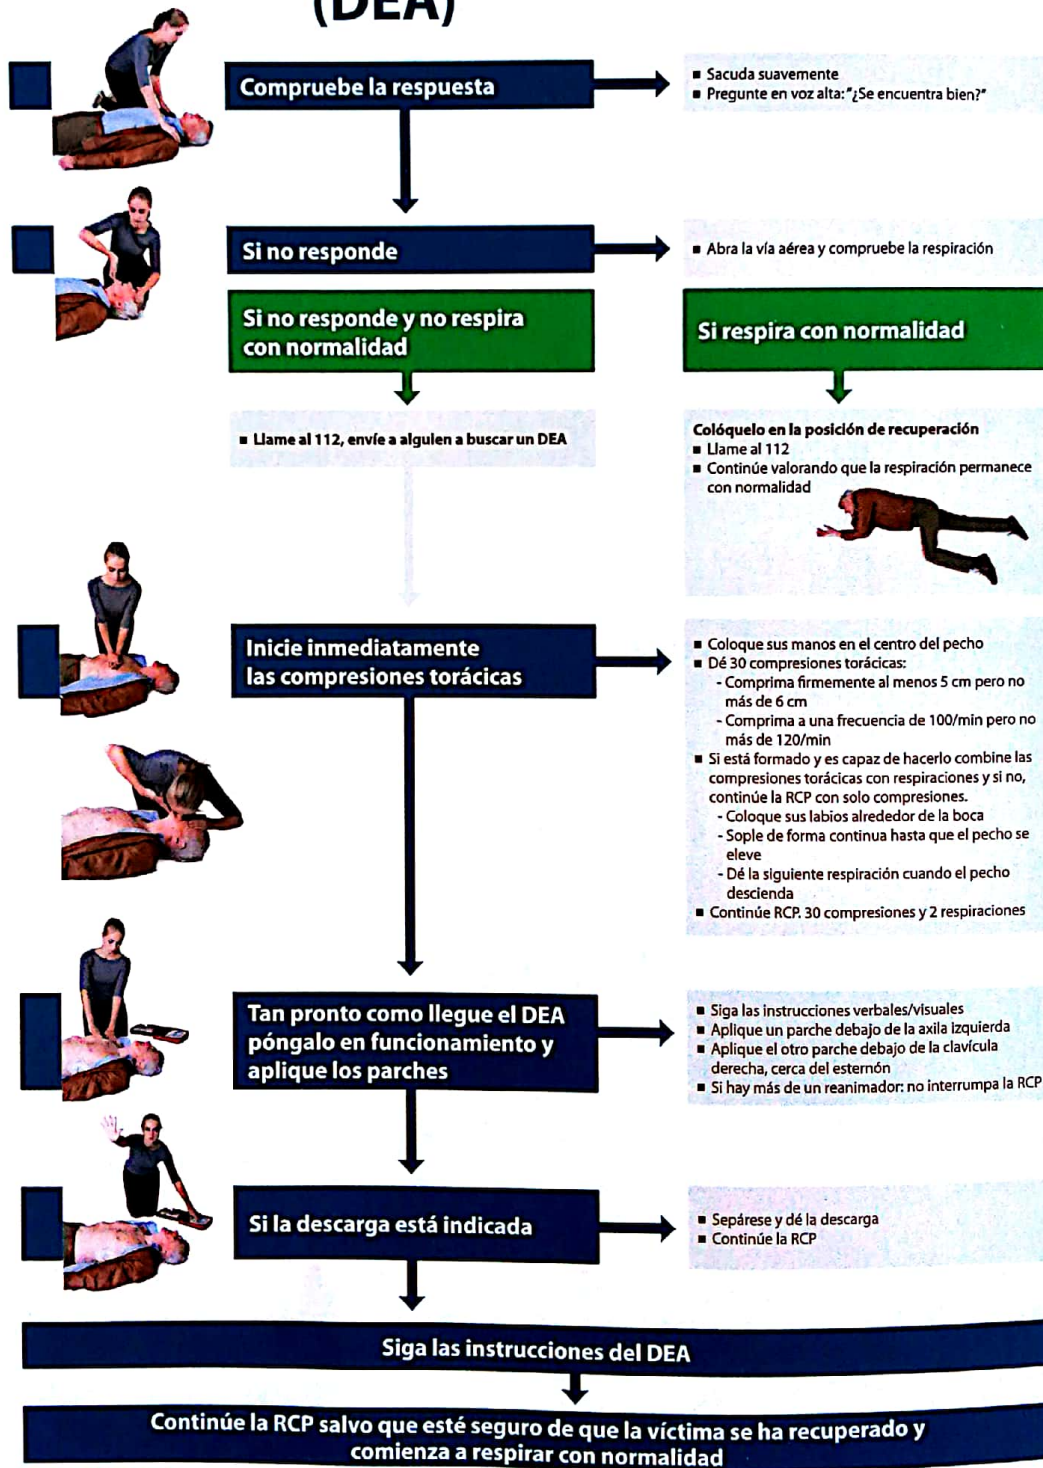 (DEA)
Compruebe la respuesta
■ Sacuda suavemente
■ Pregunte en voz alta: "¿Se encuentra bien?"
Si no responde
■ Abra la vía aérea y compruebe la respiración
Si no responde y no respira
con normalidad
■ Llame al 112, envíe a alguien a buscar un DEA
Si respira con normalidad
Colóquelo en la posición de recuperación
■ Llame al 112
■ Continúe valorando que la respiración permanece
con normalidad
Inicie inmediatamente
las compresiones torácicas
■ Coloque sus manos en el centro del pecho
■ Dé 30 compresiones torácicas:
- Comprima firmemente al menos 5 cm pero no
más de 6 cm
- Comprima a una frecuencia de 100/min pero no
más de 120/min
■ Si está formado y es capaz de hacerlo combine las
compresiones torácicas con respiraciones y si no,
continúe la RCP con solo compresiones.
- Coloque sus labios alrededor de la boca
- Sople de forma continua hasta que el pecho se
eleve
- Dé la siguiente respiración cuando el pecho
descienda
■ Continúe RCP. 30 compresiones y 2 respiraciones
Tan pronto como llegue el DEA
póngalo en funcionamiento y
aplique los parches
■ Siga las instrucciones verbales/visuales
■ Aplique un parche debajo de la axila izquierda
■ Aplique el otro parche debajo de la clavícula
derecha, cerca del esternón
■ Si hay más de un reanimador: no interrumpa la RCP
Si la descarga está indicada
■ Sepárese y dé la descarga
■ Continúe la RCP
Siga las instrucciones del DEA
Continúe la RCP salvo que esté seguro de que la víctima se ha recuperado y
comienza a respirar con normalidad